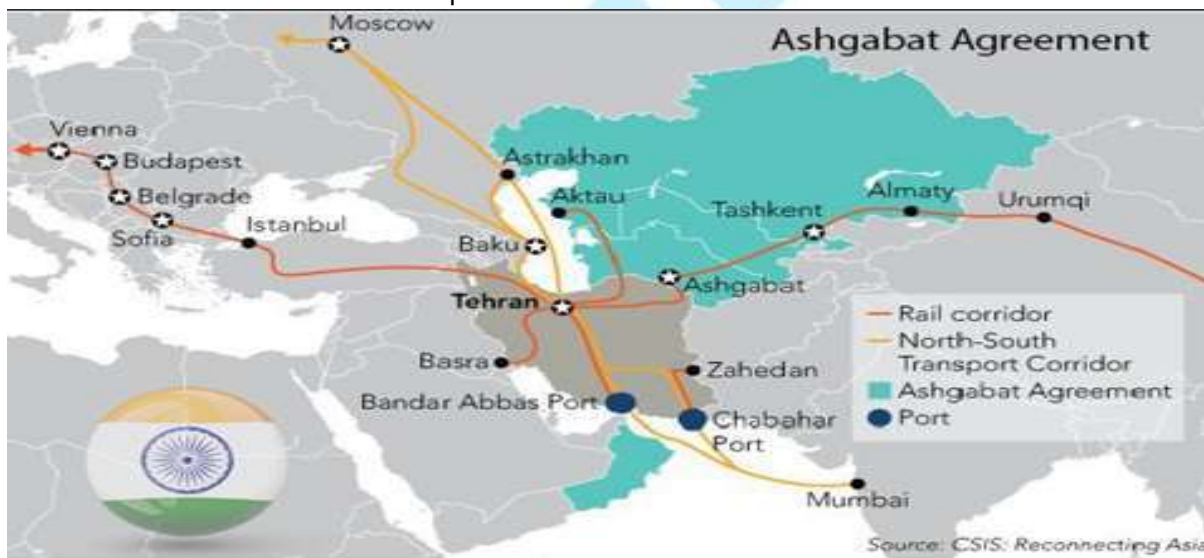 Moscow
Ashgabat Agreement
Vienna
Budapest
Belgrade
Sofia
Istanbul
Astrakhan
Aktau
Baku
Tehran
Tashkent
Almaty
Urumqi
Ashgabat
Basra
Zahedan
Bandar Abbas Port
Chabahar
Port
Mumbai
Rail corridor
North-South
Transport Corridor
Ashgabat Agreement
Port
Source: CSIS: Reconnecting Asia